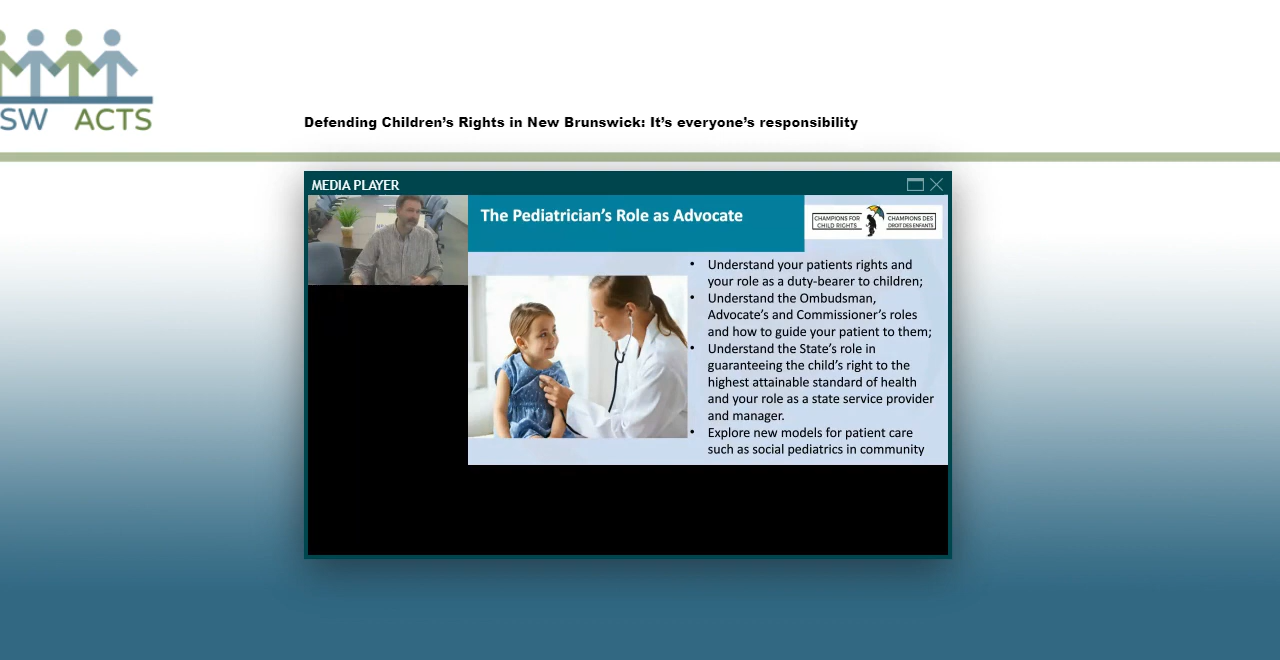 SW ACTS
Defending Children’s Rights in New Brunswick: It’s everyone’s responsibility
MEDIA PLAYER
The Pediatrician’s Role as Advocate
CHAMPIONS FOR
CHILD RIGHTS
CHAMPIONS DES
DROIT DES ENFANTS
• Understand your patients rights and
your role as a duty-bearer to children;
• Understand the Ombudsman,
Advocate’s and Commissioner’s roles
and how to guide your patient to them;
• Understand the State’s role in
guaranteeing the child’s right to the
highest attainable standard of health
and your role as a state service provider
and manager.
• Explore new models for patient care
such as social pediatrics in community